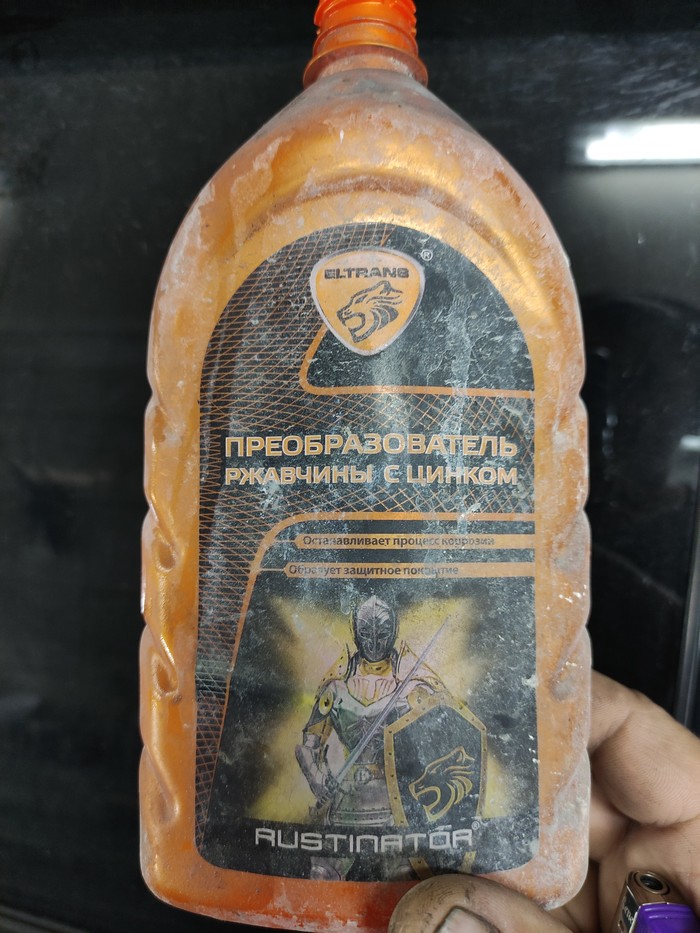 ELTRANS
®
ПРЕОБРАЗОВАТЕЛЬ
РЖАВЧИНЫ С ЦИНКОМ
Останавливает процесс коррозии
Образует защитное покрытие
RUSTINATOR®